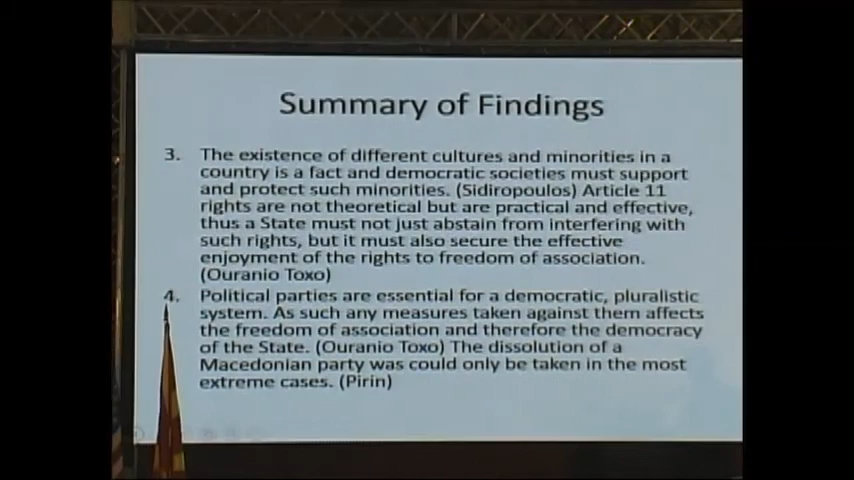 Summary of Findings
3. The existence of different cultures and minorities in a
country is a fact and democratic societies must support
and protect such minorities. (Sidiropoulos) Article 11
rights are not theoretical but are practical and effective,
thus a State must not just abstain from interfering with
such rights, but it must also secure the effective
enjoyment of the rights to freedom of association.
(Ouranio Toxo)
4. Political parties are essential for a democratic, pluralistic
system. As such any measures taken against them affects
the freedom of association and therefore the democracy
of the State. (Ouranio Toxo) The dissolution of a
Macedonian party was could only be taken in the most
extreme cases. (Pirin)